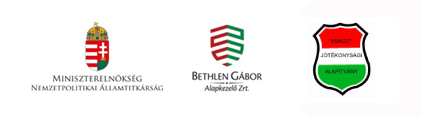 MINISZTERELNÖKSÉG
NEMZETPOLITIKAI ÁLLAMTITKÁRSÁG
BETHLEN GÁBOR
Alapkezelő Zrt.
JÓTÉKONYSÁGI
ALAPÍTVÁNY